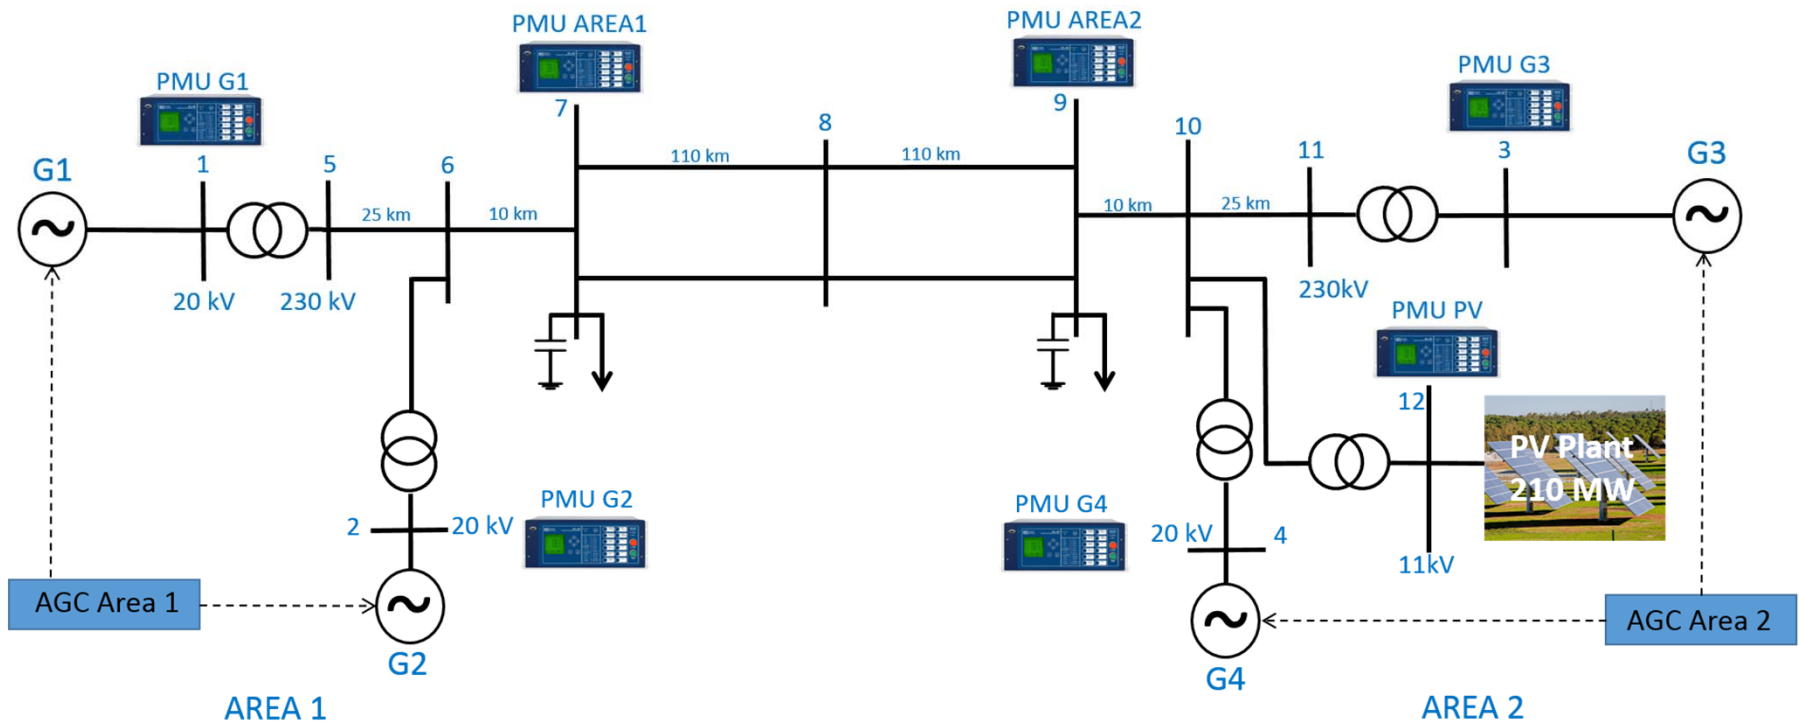 PMU AREA1
PMU AREA2
PMU G1
PMU G3
7
9
8
10
G1
1
5
6
110 km
110 km
11
3
G3
25 km
10 km
10 km
25 km
20 kV
230 kV
230kV
PMU PV
12
PV Plant
210 MW
PMU G2
PMU G4
2
20 kV
20 kV
4
11kV
AGC Area 1
AGC Area 2
G2
G4
AREA 1
AREA 2